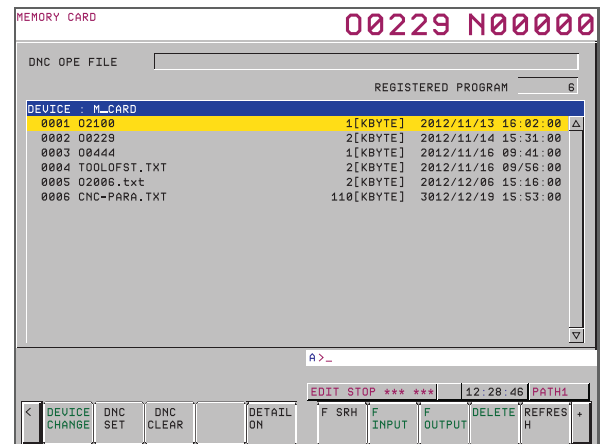 MEMORY CARD O0229 N00000
DNC OPE FILE
REGISTERED PROGRAM 6
DEVICE : M_CARD
0001 O2100 1[KBYTE] 2012/11/13 16:02:00
0002 O0229 2[KBYTE] 2012/11/14 15:31:00
0003 O0444 1[KBYTE] 2012/11/16 09:41:00
0004 TOOLOFST.TXT 2[KBYTE] 2012/11/16 09/56:00
0005 O2006.txt 2[KBYTE] 2012/12/06 15:16:00
0006 CNC-PARA.TXT 110[KBYTE] 3012/12/19 15:53:00
A>_
EDIT STOP *** *** 12:28:46 PATH1
< DEVICE CHANGE DNC SET DNC CLEAR DETAIL ON F SRH F INPUT F OUTPUT DELETE REFRESH +